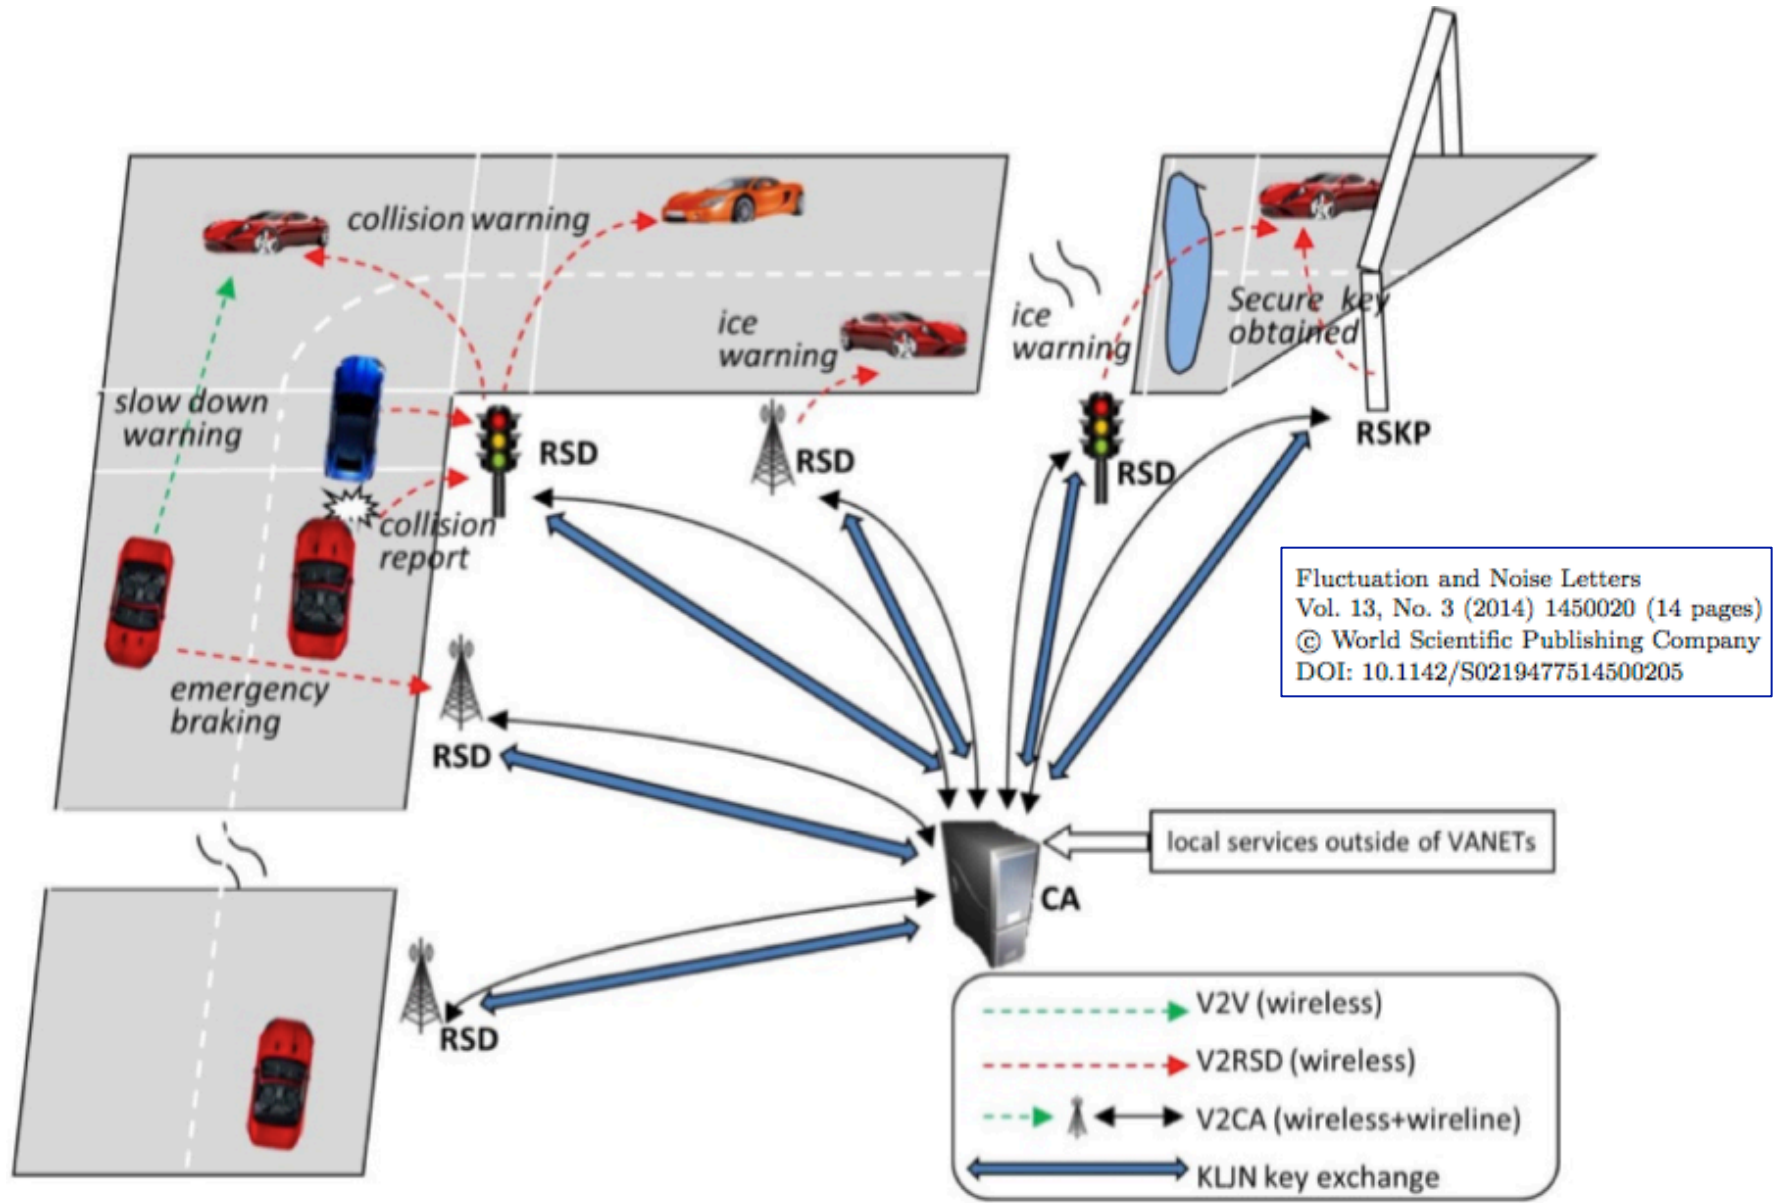 collision warning
ice
warning
ice
warning
Secure key
obtained
slow down
warning
RSD
RSD
RSD
RSKP
collision
report
emergency
braking
RSD
Fluctuation and Noise Letters
Vol. 13, No. 3 (2014) 1450020 (14 pages)
© World Scientific Publishing Company
DOI: 10.1142/S0219477514500205
local services outside of VANETs
CA
RSD
V2V (wireless)
V2RSD (wireless)
V2CA (wireless+wireline)
KLJN key exchange